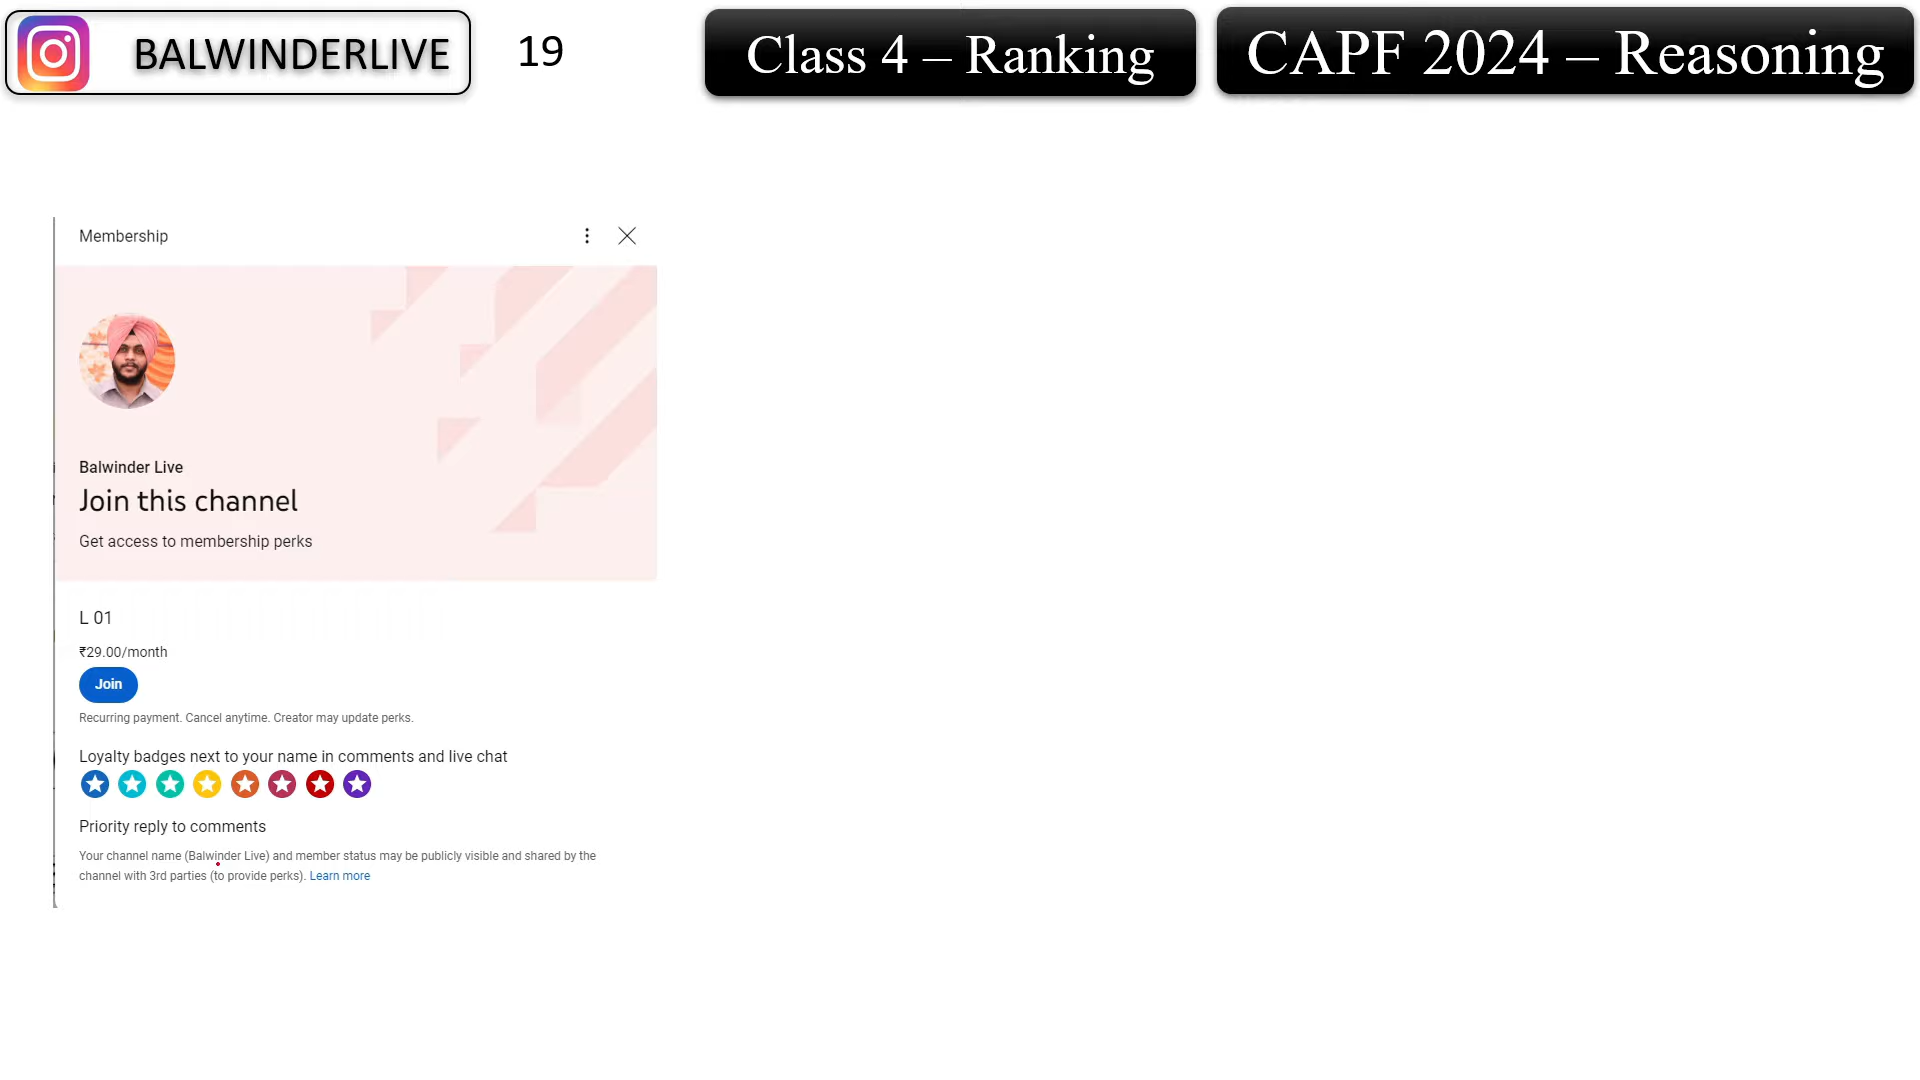 BALWINDERLIVE
19
Class 4 – Ranking
CAPF 2024 – Reasoning
Membership
Balwinder Live
Join this channel
Get access to membership perks
L 01
₹29.00/month
Join
Recurring payment. Cancel anytime. Creator may update perks.
Loyalty badges next to your name in comments and live chat
Priority reply to comments
Your channel name (Balwinder Live) and member status may be publicly visible and shared by the
channel with 3rd parties (to provide perks). Learn more